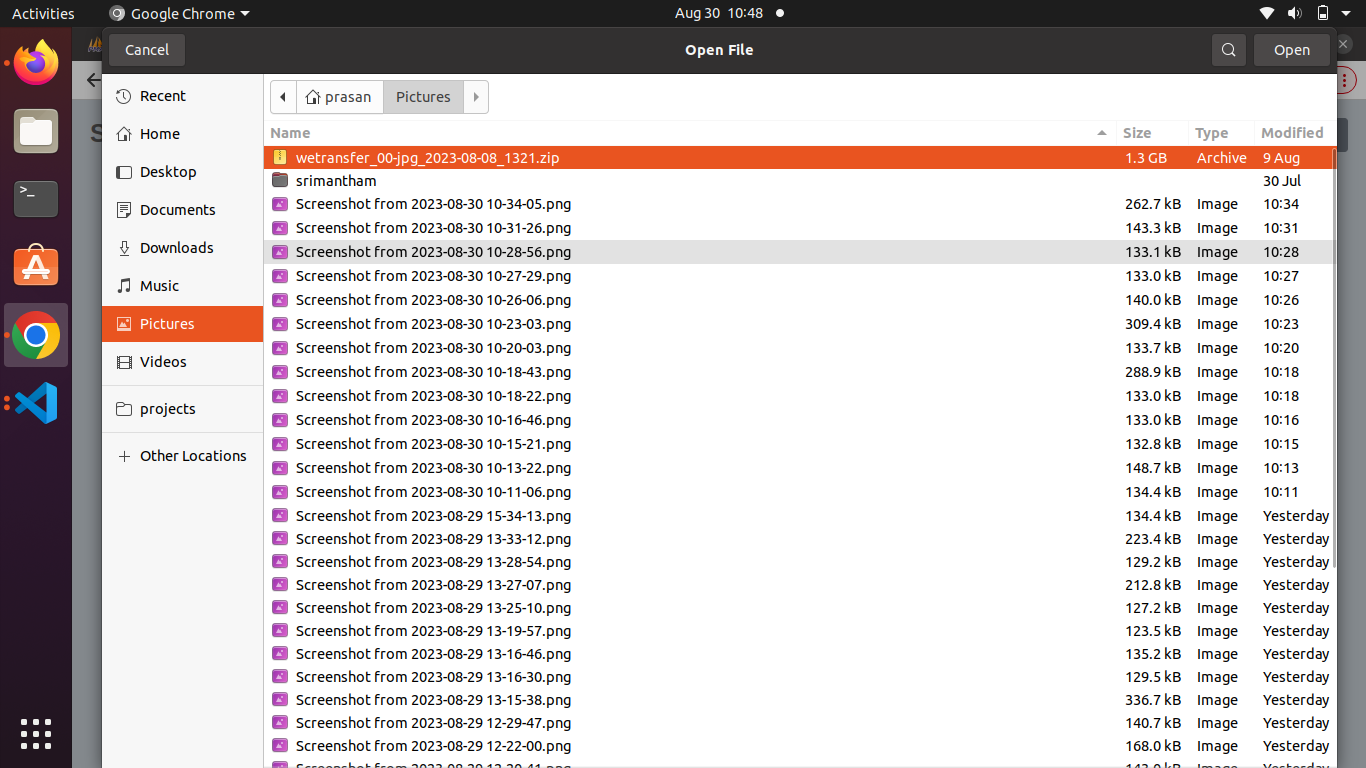 Activities Google Chrome Aug 30 10:48
Cancel Open File Open
Recent
Home
Desktop
Documents
Downloads
Music
Pictures
Videos
projects
Other Locations
prasan Pictures
Name Size Type Modified
wetransfer_00-jpg_2023-08-08_1321.zip 1.3 GB Archive 9 Aug
srimantham 30 Jul
Screenshot from 2023-08-30 10-34-05.png 262.7 kB Image 10:34
Screenshot from 2023-08-30 10-31-26.png 143.3 kB Image 10:31
Screenshot from 2023-08-30 10-28-56.png 133.1 kB Image 10:28
Screenshot from 2023-08-30 10-27-29.png 133.0 kB Image 10:27
Screenshot from 2023-08-30 10-26-06.png 140.0 kB Image 10:26
Screenshot from 2023-08-30 10-23-03.png 309.4 kB Image 10:23
Screenshot from 2023-08-30 10-20-03.png 133.7 kB Image 10:20
Screenshot from 2023-08-30 10-18-43.png 288.9 kB Image 10:18
Screenshot from 2023-08-30 10-18-22.png 133.0 kB Image 10:18
Screenshot from 2023-08-30 10-16-46.png 133.0 kB Image 10:16
Screenshot from 2023-08-30 10-15-21.png 132.8 kB Image 10:15
Screenshot from 2023-08-30 10-13-22.png 148.7 kB Image 10:13
Screenshot from 2023-08-30 10-11-06.png 134.4 kB Image 10:11
Screenshot from 2023-08-29 15-34-13.png 134.4 kB Image Yesterday
Screenshot from 2023-08-29 13-33-12.png 223.4 kB Image Yesterday
Screenshot from 2023-08-29 13-28-54.png 129.2 kB Image Yesterday
Screenshot from 2023-08-29 13-27-07.png 212.8 kB Image Yesterday
Screenshot from 2023-08-29 13-25-10.png 127.2 kB Image Yesterday
Screenshot from 2023-08-29 13-19-57.png 123.5 kB Image Yesterday
Screenshot from 2023-08-29 13-16-46.png 135.2 kB Image Yesterday
Screenshot from 2023-08-29 13-16-30.png 129.5 kB Image Yesterday
Screenshot from 2023-08-29 13-15-38.png 336.7 kB Image Yesterday
Screenshot from 2023-08-29 12-29-47.png 140.7 kB Image Yesterday
Screenshot from 2023-08-29 12-22-00.png 168.0 kB Image Yesterday